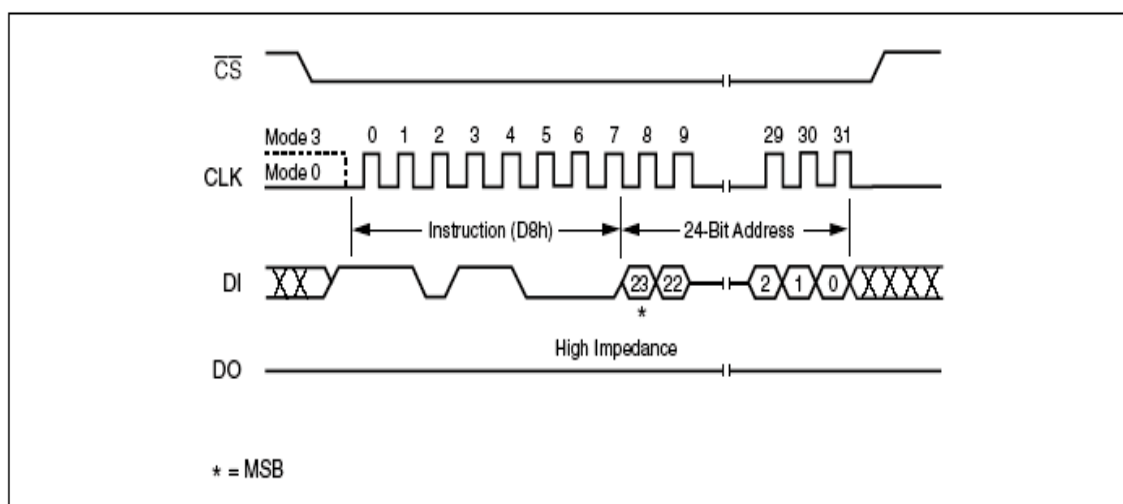 CS
Mode 3 0 1 2 3 4 5 6 7 8 9 29 30 31
CLK Mode 0
Instruction (D8h) 24-Bit Address
DI 23 22 2 1 0
*
High Impedance
DO
* = MSB